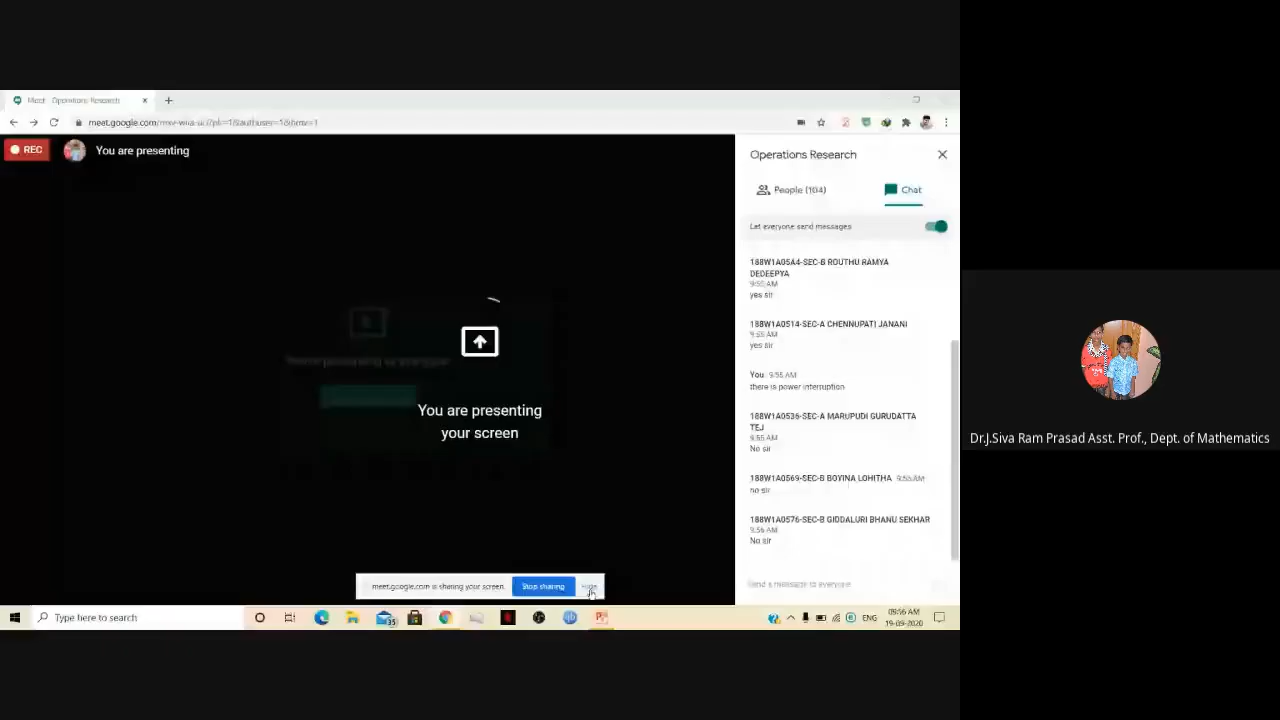 Meet - Operations Research
REC
You are presenting
Operations Research
People (104)
Chat
Let everyone send messages
188W1A05A4-SEC-B ROUTHU RAMYA
DEDEEPYA
9:55 AM
yes sir
188W1A0514-SEC-A CHENNUPATI JANANI
9:55 AM
yes sir
You 9:55 AM
there is power interruption
188W1A0536-SEC-A MARUPUDI GURUDATTA
TEJ
9:55 AM
No sir
188W1A0569-SEC-B BOYINA LOHITHA 9:55 AM
no sir
188W1A0576-SEC-B GIDDALURI BHANU SEKHAR
9:56 AM
No sir
Send a message to everyone
You are presenting
your screen
meet.google.com is sharing your screen.
Stop sharing
Hide
Type here to search
35
ENG
09:56 AM
19-09-2020
Dr.J.Siva Ram Prasad Asst. Prof., Dept. of Mathematics